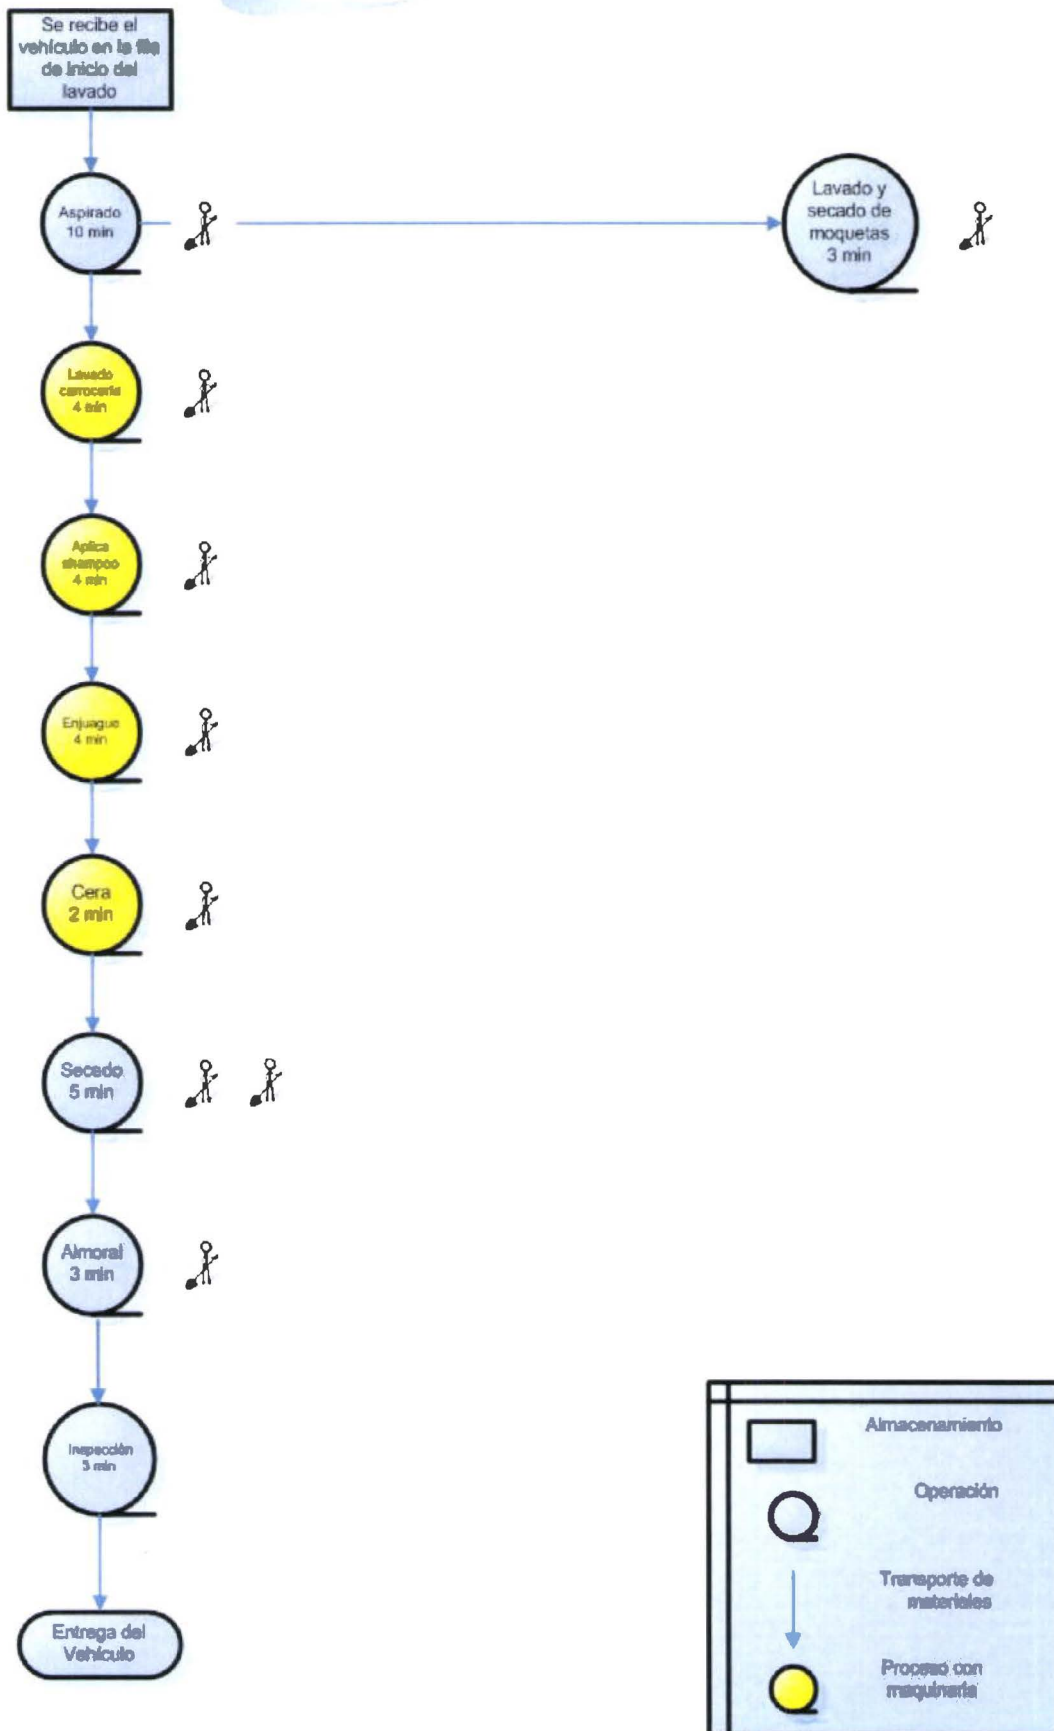 Se recibe el
vehículo en la fila
de inicio del
lavado
Aspirado
10 min
Lavado y
secado de
moquetas
3 min
Lavado
carrocería
4 min
Aplica
shampoo
4 min
Enjuague
4 min
Cera
2 min
Secado
5 min
Almoral
3 min
Inspección
3 min
Entrega del
Vehículo
Almacenamiento
Operación
Transporte de
materiales
Proceso con
maquinaria